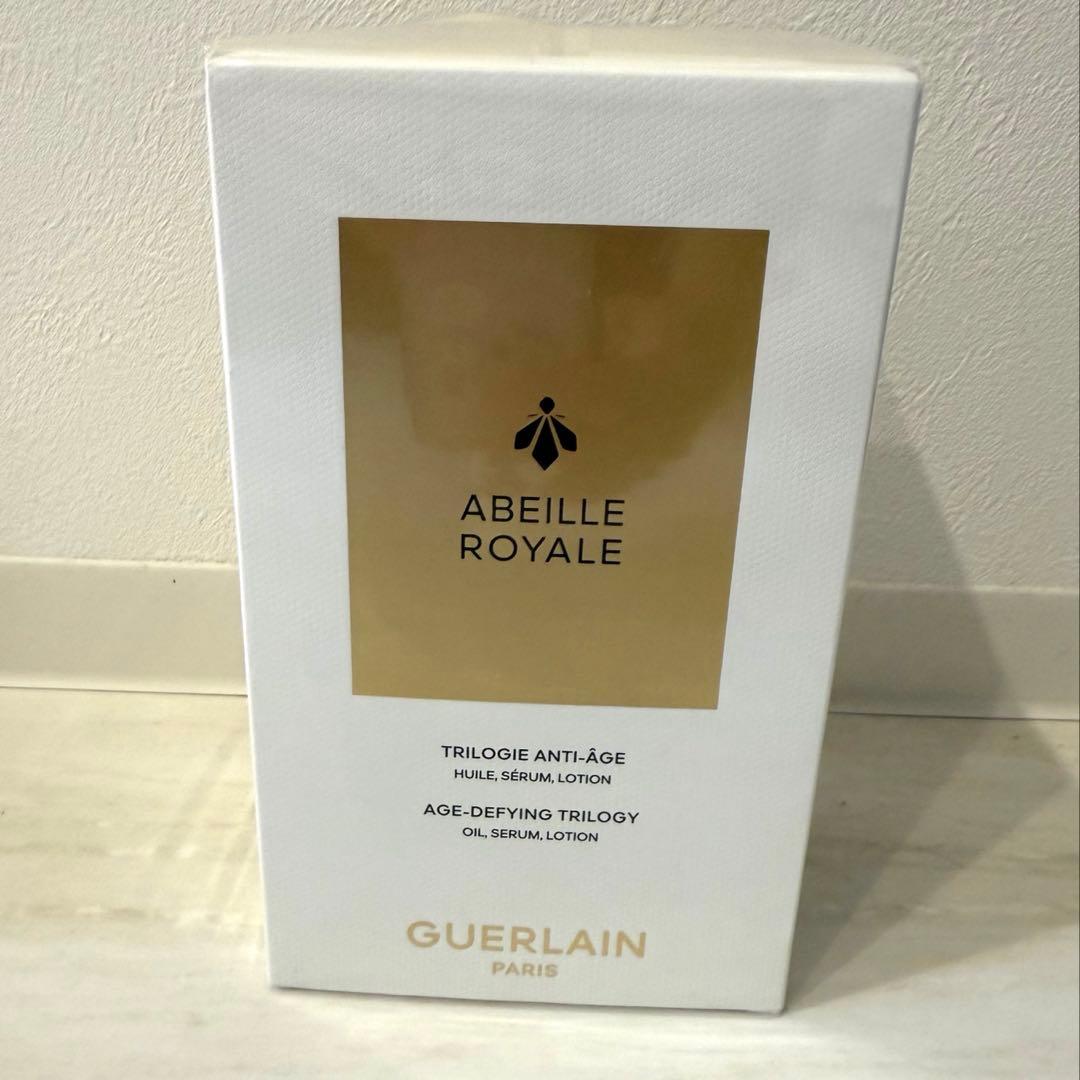 ABEILLE
ROYALE
TRILOGIE ANTI-ÂGE
HUILE, SÉRUM, LOTION
AGE-DEFYING TRILOGY
OIL, SERUM, LOTION
GUERLAIN
PARIS